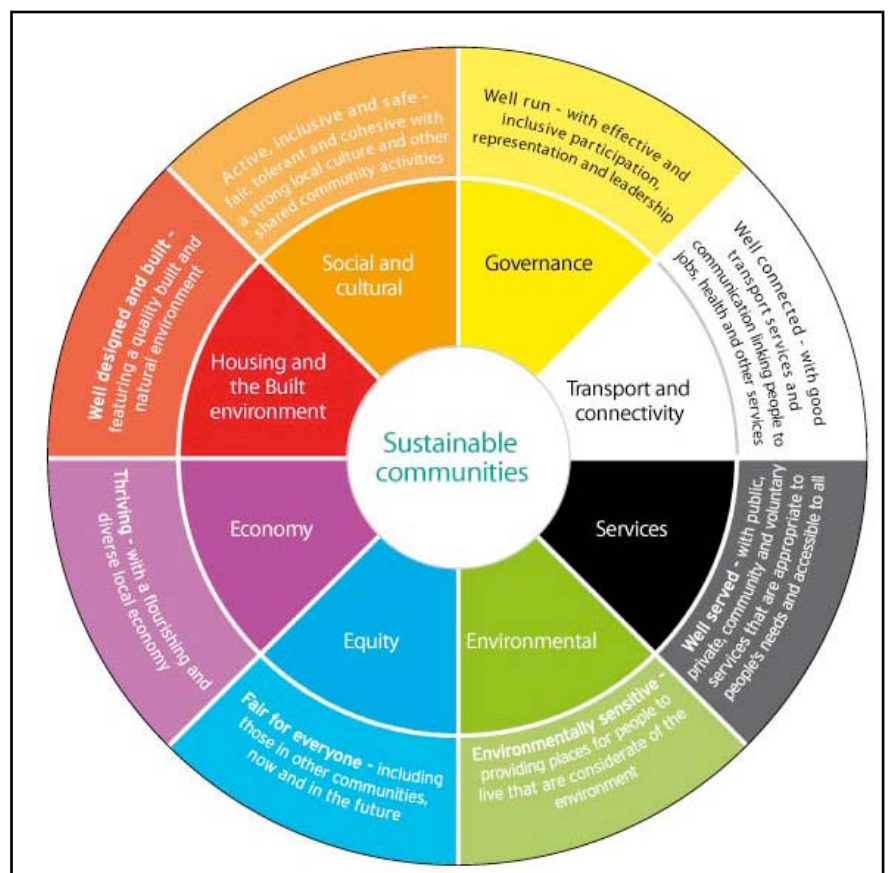 Well run - with effective and
inclusive participation,
representation and leadership
Governance
Well connected - with good
transport services and
communication linking people to
jobs, health and other services
Transport and
connectivity
Well served - with public,
private, community and voluntary
services that are appropriate to
people's needs and accessible to all
Services
Environmentally sensitive -
providing places for people to
live that are considerate of the
environment
Environmental
Fair for everyone - including
those in other communities,
now and in the future
Equity
Thriving - with a flourishing and
diverse local economy
Economy
Well designed and built -
featuring a quality built and
natural environment
Housing and
the Built
environment
Active, inclusive and safe -
fair, tolerant and cohesive with
a strong local culture and other
shared community activities
Social and
cultural
Sustainable
communities